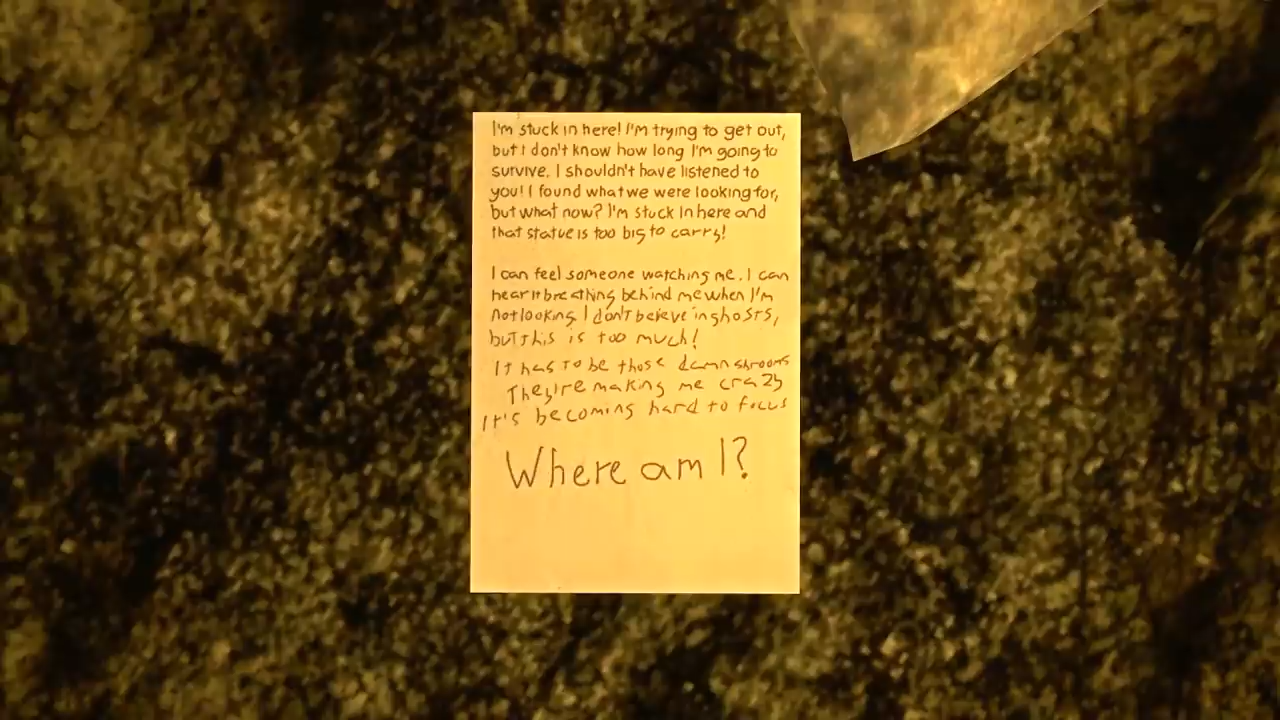 I'm stuck in here! I'm trying to get out,
but I don't know how long I'm going to
survive. I shouldn't have listened to
you! I found what we were looking for,
but what now? I'm stuck in here and
that statue is too big to carry!
I can feel someone watching me. I can
hear it breathing behind me when I'm
not looking. I don't believe in ghosts,
but this is too much!
It has to be those damn shrooms
They're making me crazy
It's becoming hard to focus
Where am I?